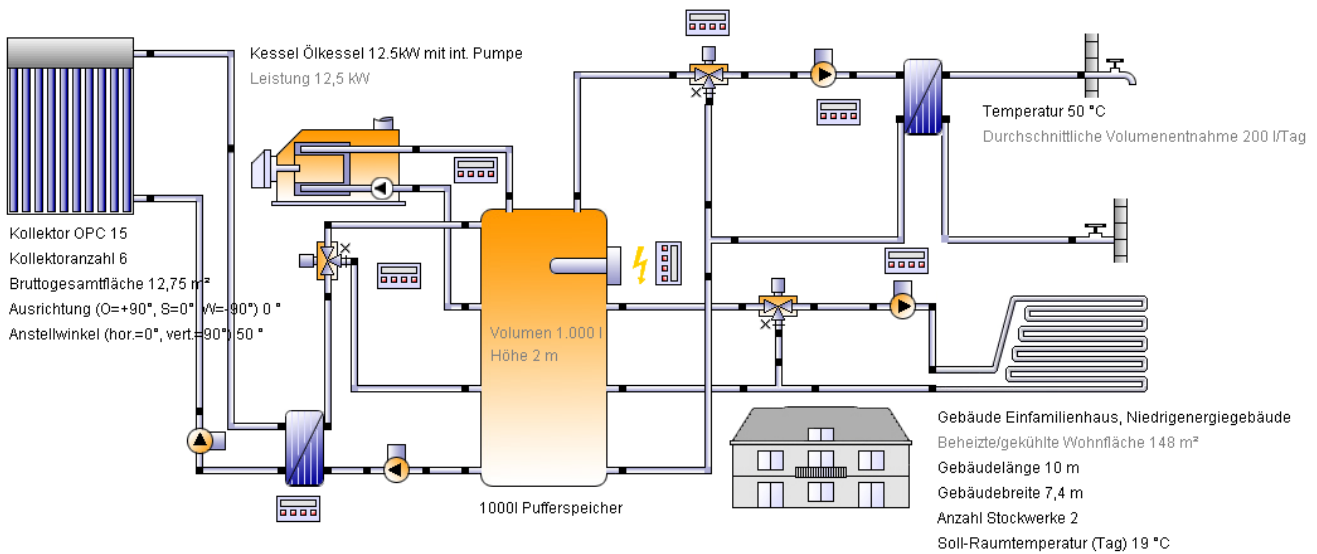 Kessel Ölkessel 12.5kW mit int. Pumpe
Leistung 12,5 kW
Temperatur 50 °C
Durchschnittliche Volumenentnahme 200 l/Tag
Kollektor OPC 15
Kollektoranzahl 6
Bruttogesamtfläche 12,75 m²
Ausrichtung (O=+90°, S=0°, W=-90°) 0 °
Anstellwinkel (hor.=0°, vert.=90°) 50 °
Volumen 1.000 l
Höhe 2 m
1000l Pufferspeicher
Gebäude Einfamilienhaus, Niedrigenergiegebäude
Beheizte/gekühlte Wohnfläche 148 m²
Gebäudelänge 10 m
Gebäudebreite 7,4 m
Anzahl Stockwerke 2
Soll-Raumtemperatur (Tag) 19 °C